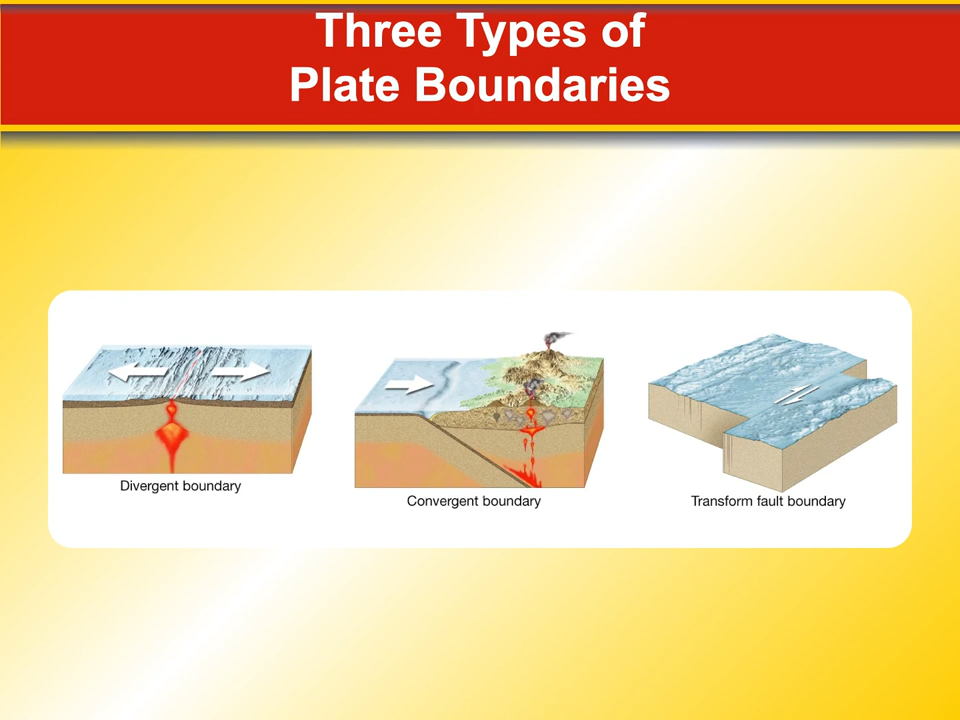 Three Types of
Plate Boundaries
Divergent boundary
Convergent boundary
Transform fault boundary